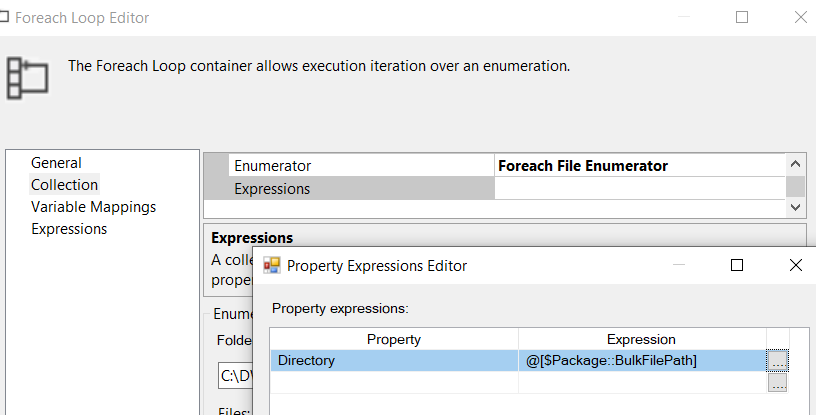 Foreach Loop Editor
The Foreach Loop container allows execution iteration over an enumeration.
General
Collection
Variable Mappings
Expressions
Enumerator Foreach File Enumerator
Expressions
Expressions
A colle
proper
Property Expressions Editor
Property expressions:
Property Expression
Directory @[$Package::BulkFilePath] ...
...
Enume
Folde
C:\D
Files: